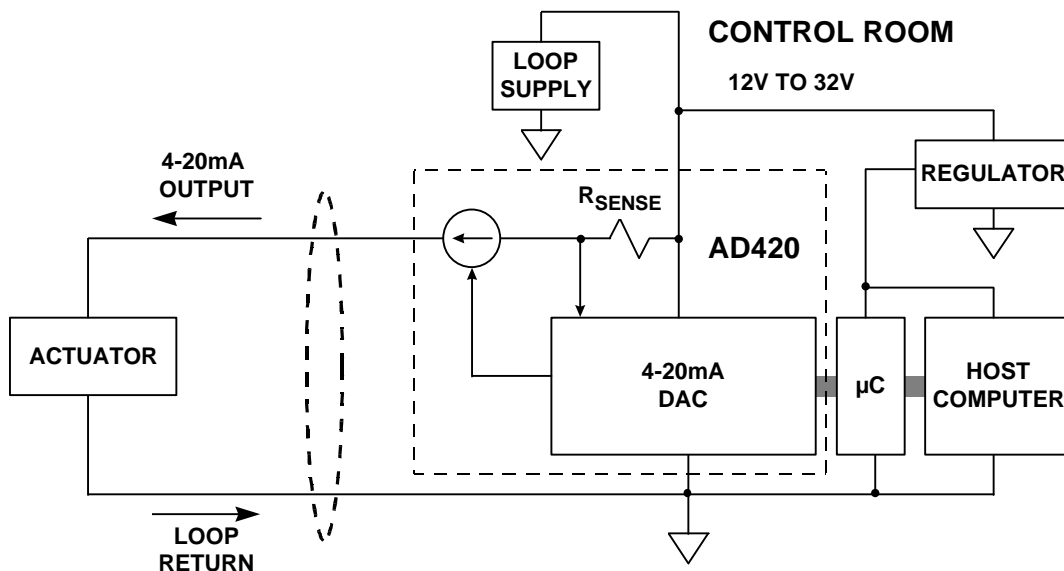 CONTROL ROOM
LOOP
SUPPLY
12V TO 32V
4-20mA
OUTPUT
REGULATOR
RSENSE
AD420
ACTUATOR
4-20mA
DAC
µC
HOST
COMPUTER
LOOP
RETURN